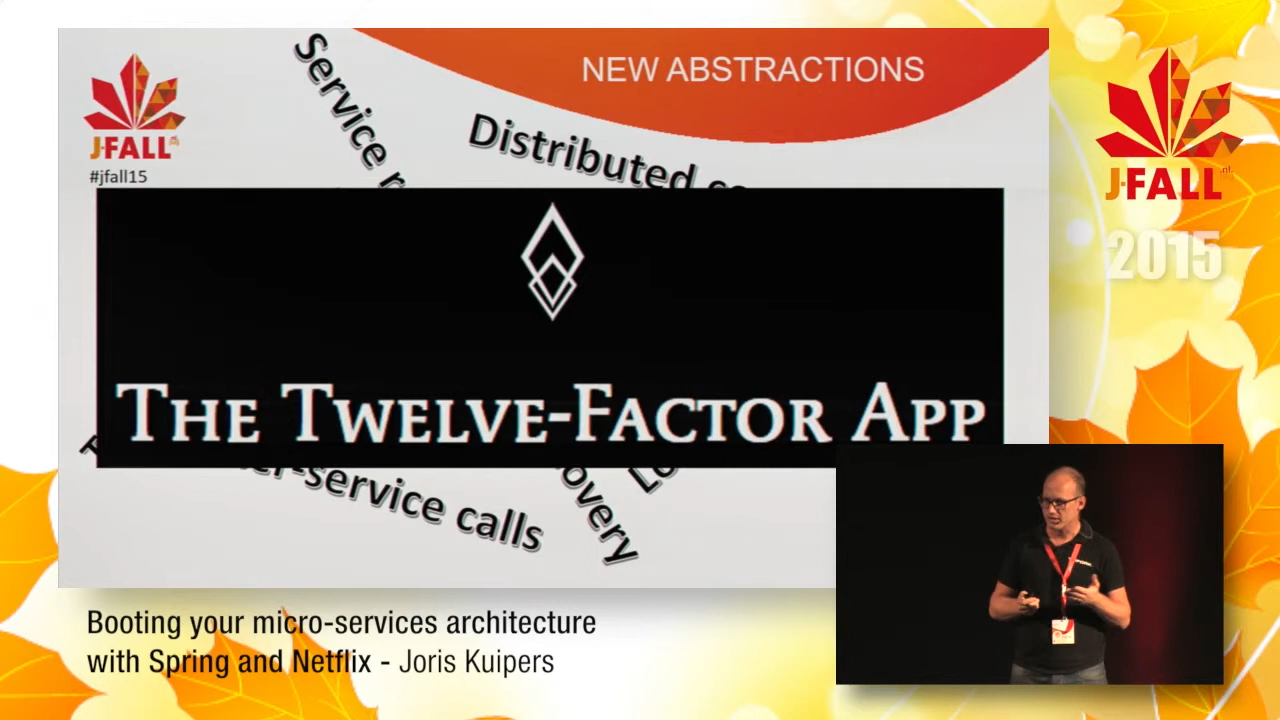 NEW ABSTRACTIONS
J-FALL
#jfall15
Service
Distributed
THE TWELVE-FACTOR APP
-service calls
overy
J-FALL
.nl
2015
Booting your micro-services architecture
with Spring and Netflix - Joris Kuipers